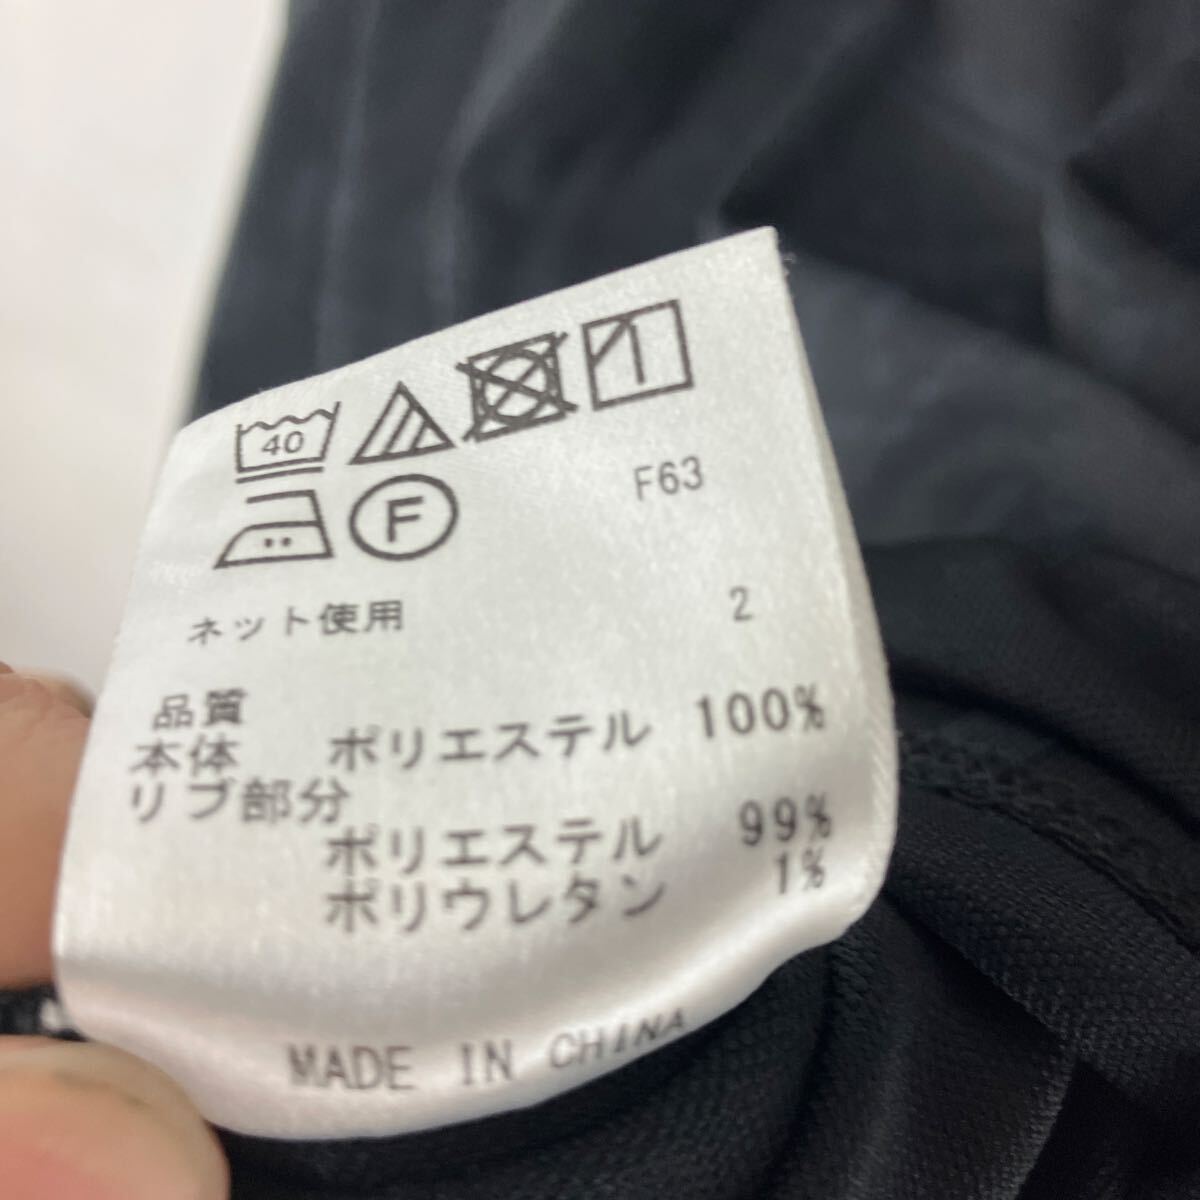 40
F
F63
ネット使用 2
品質
本体 ポリエステル 100%
リブ部分
ポリエステル 99%
ポリウレタン 1%
MADE IN CHINA